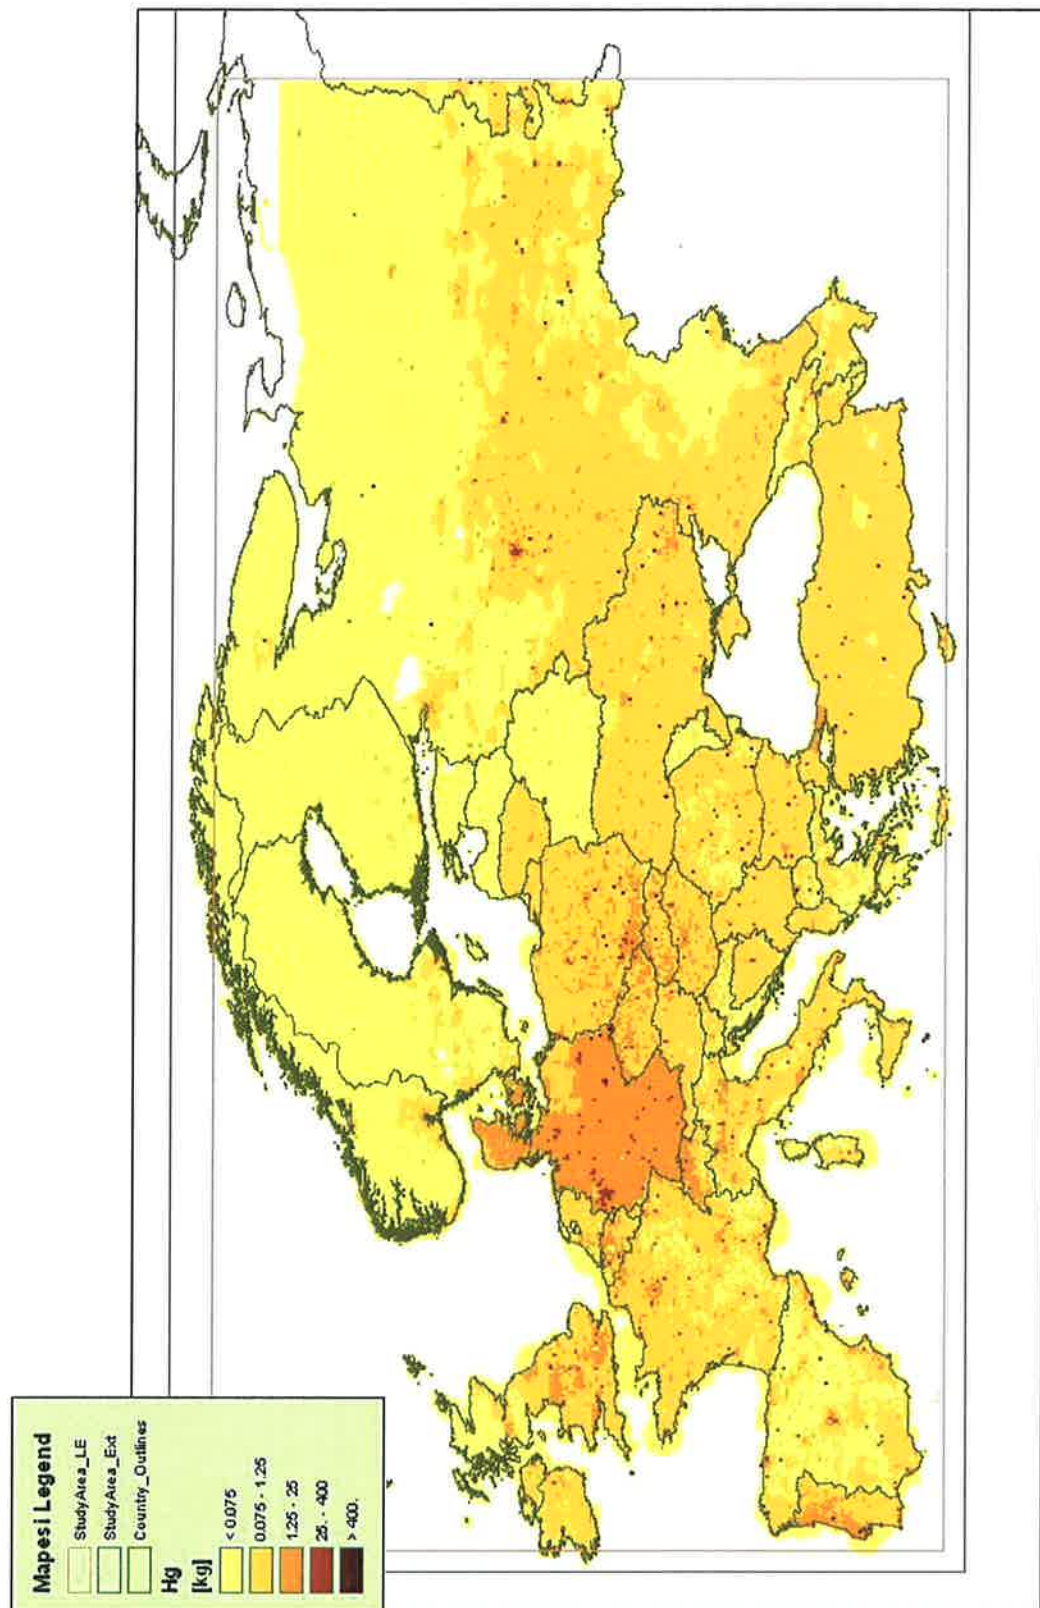 Mapesi Legend
StudyArea_LE
StudyArea_Ext
Country_Outlines
Hg
[kg]
< 0.075
0.075 - 1.25
1.25 - 25
25. - 400
> 400.